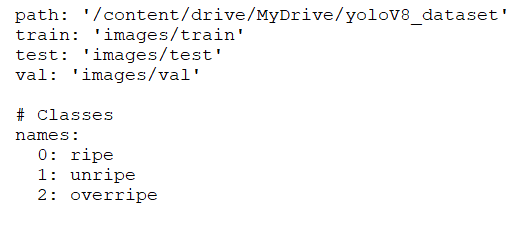 path: '/content/drive/MyDrive/yoloV8_dataset'
train: 'images/train'
test: 'images/test'
val: 'images/val'

# Classes
names:
  0: ripe
  1: unripe
  2: overripe